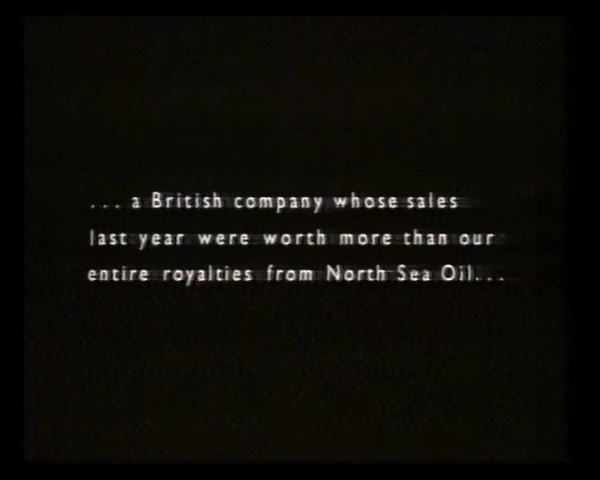 ... a British company whose sales
last year were worth more than our
entire royalties from North Sea Oil...